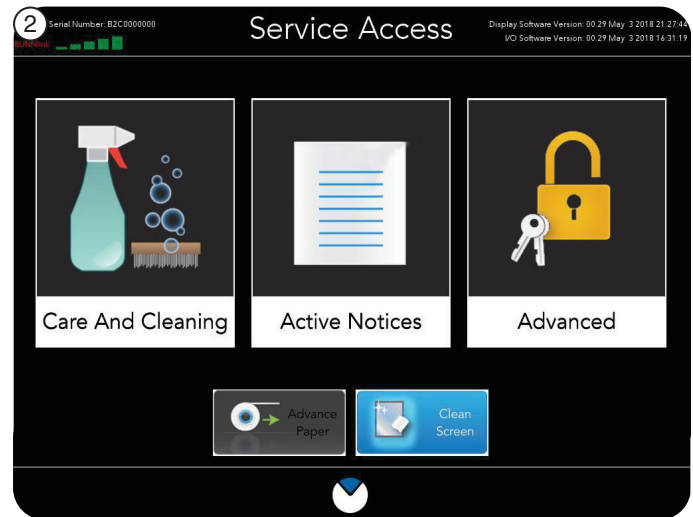 2
Serial Number: B2C0000000
BUNNlink
Service Access
Display Software Version: 00.29 May 3 2018 21:27:44
I/O Software Version: 00.29 May 3 2018 16:31:19
Care And Cleaning
Active Notices
Advanced
Advance
Paper
Clean
Screen